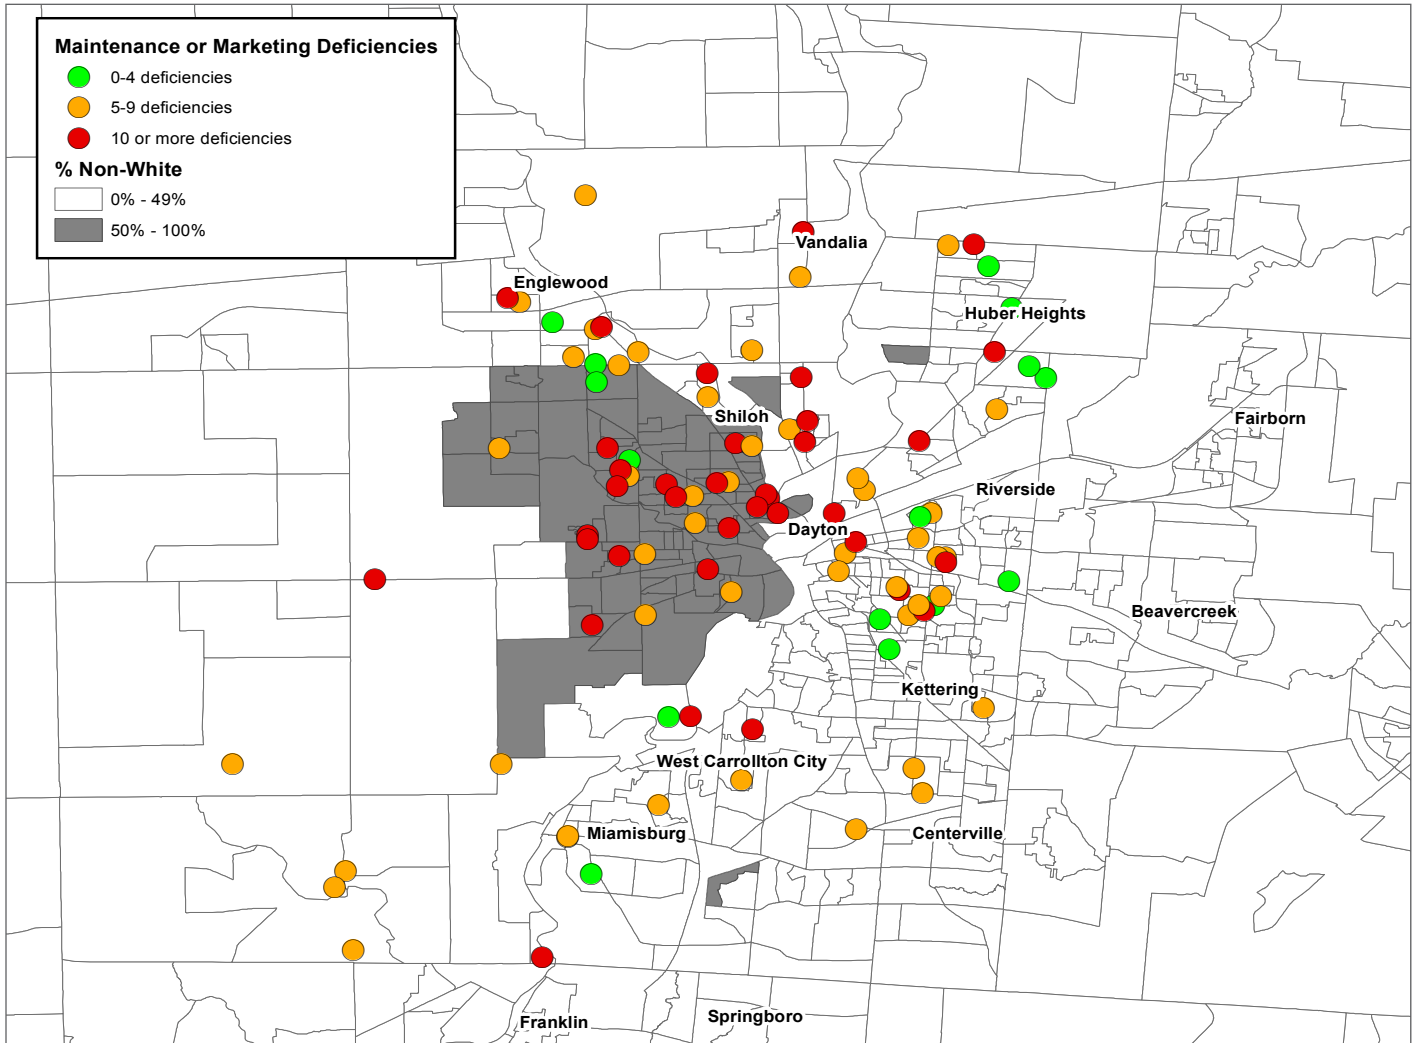 Maintenance or Marketing Deficiencies
0-4 deficiencies
5-9 deficiencies
10 or more deficiencies
% Non-White
0% - 49%
50% - 100%
Vandalia
Englewood
Huber Heights
Shiloh
Fairborn
Riverside
Dayton
Beavercreek
Kettering
West Carrollton City
Miamisburg
Centerville
Springboro
Franklin